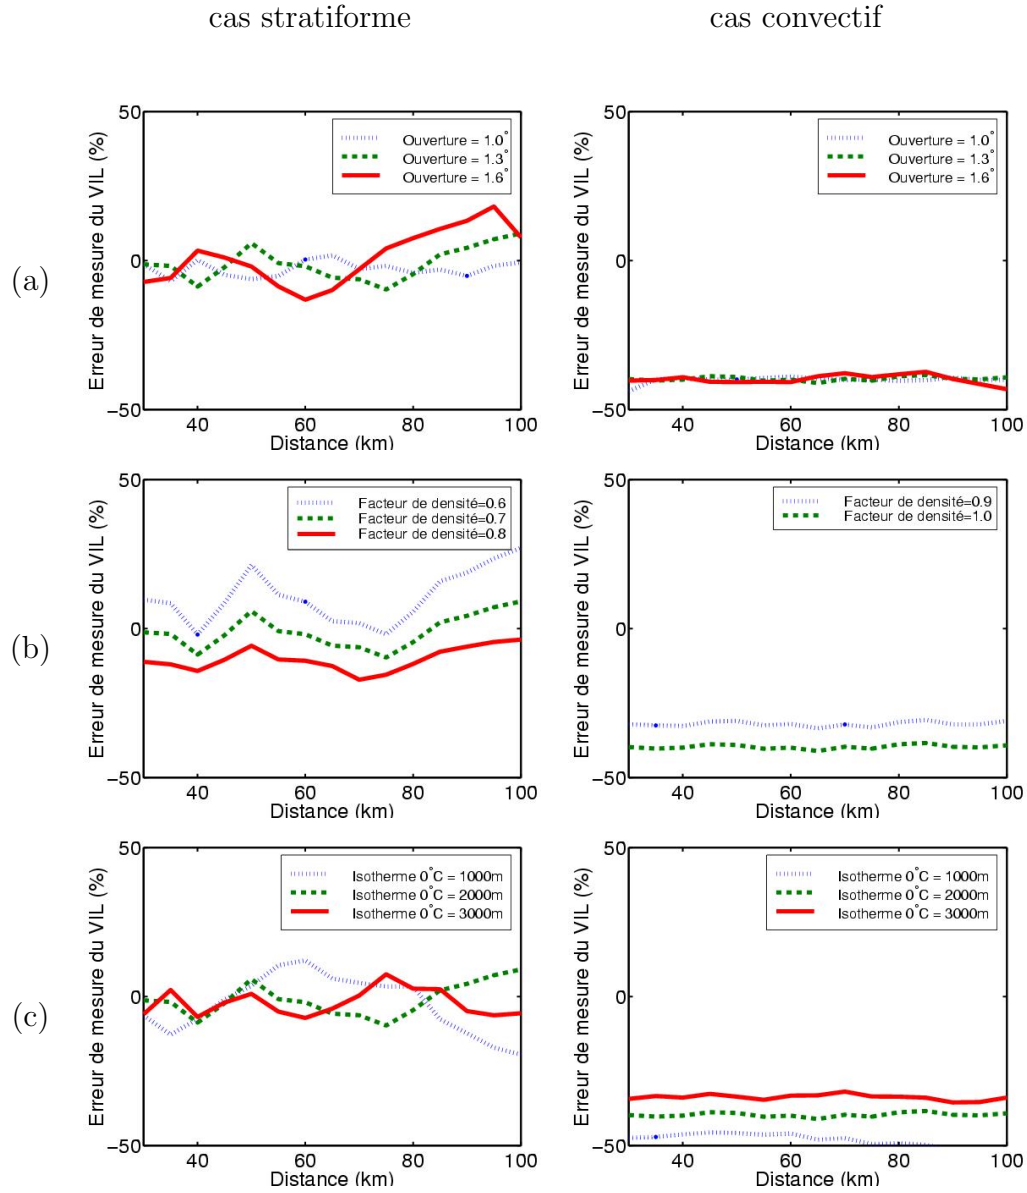 cas stratiforme
cas convectif
(a)
Erreur de mesure du VIL (%)
50
0
−50
Ouverture = 1.0°
Ouverture = 1.3°
Ouverture = 1.6°
40 60 80 100
Distance (km)
Erreur de mesure du VIL (%)
50
0
−50
Ouverture = 1.0°
Ouverture = 1.3°
Ouverture = 1.6°
40 60 80 100
Distance (km)
(b)
Erreur de mesure du VIL (%)
50
0
−50
Facteur de densité=0.6
Facteur de densité=0.7
Facteur de densité=0.8
40 60 80 100
Distance (km)
Erreur de mesure du VIL (%)
50
0
−50
Facteur de densité=0.9
Facteur de densité=1.0
40 60 80 100
Distance (km)
(c)
Erreur de mesure du VIL (%)
50
0
−50
Isotherme 0°C = 1000m
Isotherme 0°C = 2000m
Isotherme 0°C = 3000m
40 60 80 100
Distance (km)
Erreur de mesure du VIL (%)
50
0
−50
Isotherme 0°C = 1000m
Isotherme 0°C = 2000m
Isotherme 0°C = 3000m
40 60 80 100
Distance (km)